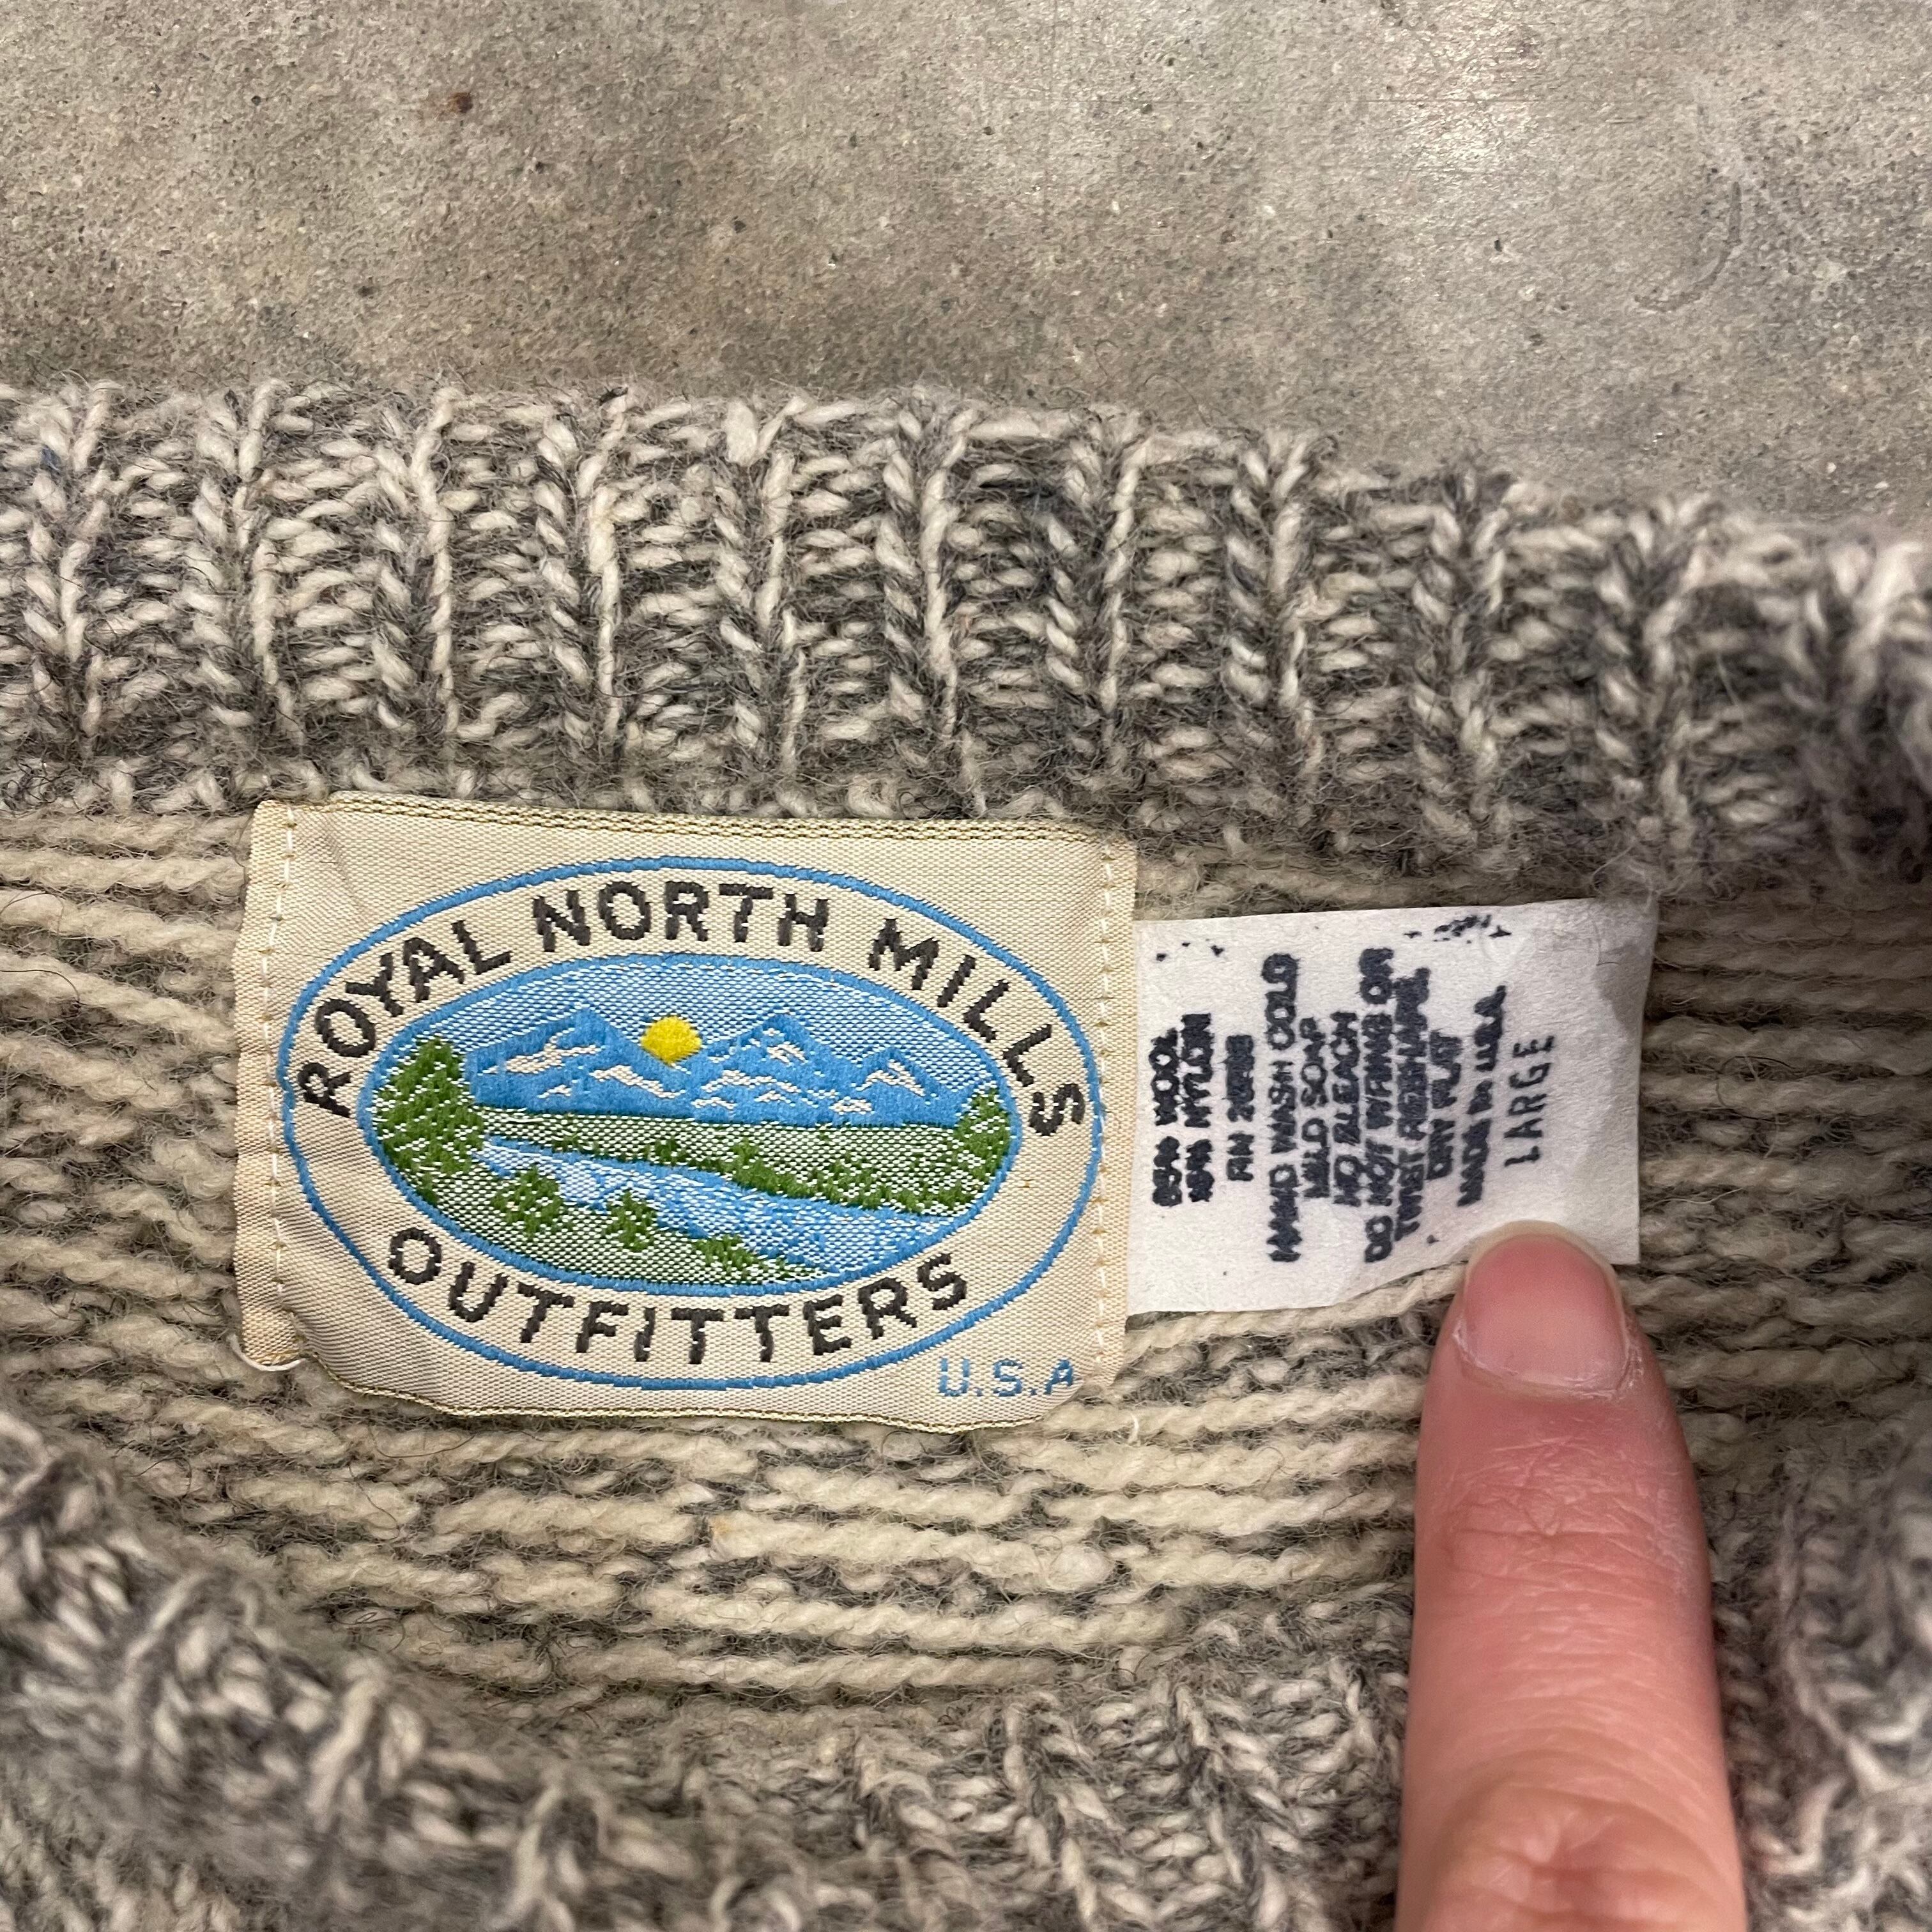 ROYAL NORTH MILLS
OUTFITTERS
U.S.A
WOOL
NYLON
RN
HAND WASH COLD
MILD SOAP
NO BLEACH
DO NOT WRING OR
TWIST RESHAPE
DRY FLAT
MADE IN U.S.A.
LARGE